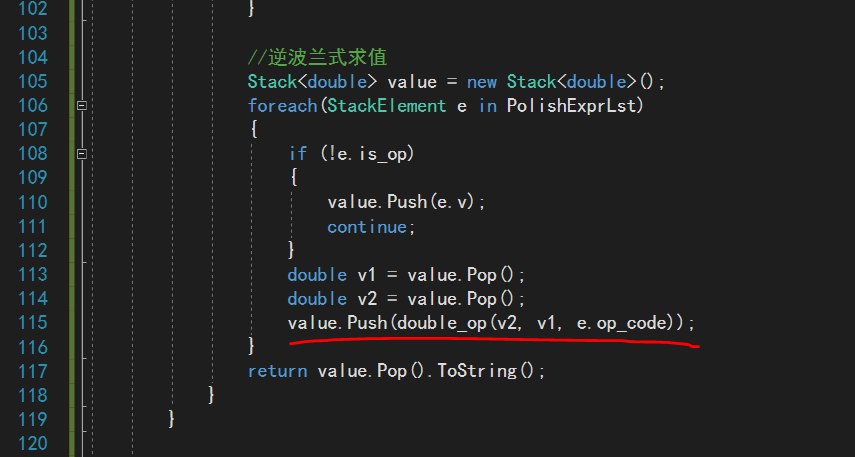 102 }
103
104 //逆波兰式求值
105 Stack<double> value = new Stack<double>();
106 foreach(StackElement e in PolishExprLst)
107 {
108 if (!e.is_op)
109 {
110 value.Push(e.v);
111 continue;
112 }
113 double v1 = value.Pop();
114 double v2 = value.Pop();
115 value.Push(double_op(v2, v1, e.op_code));
116 }
117 return value.Pop().ToString();
118 }
119 }
120